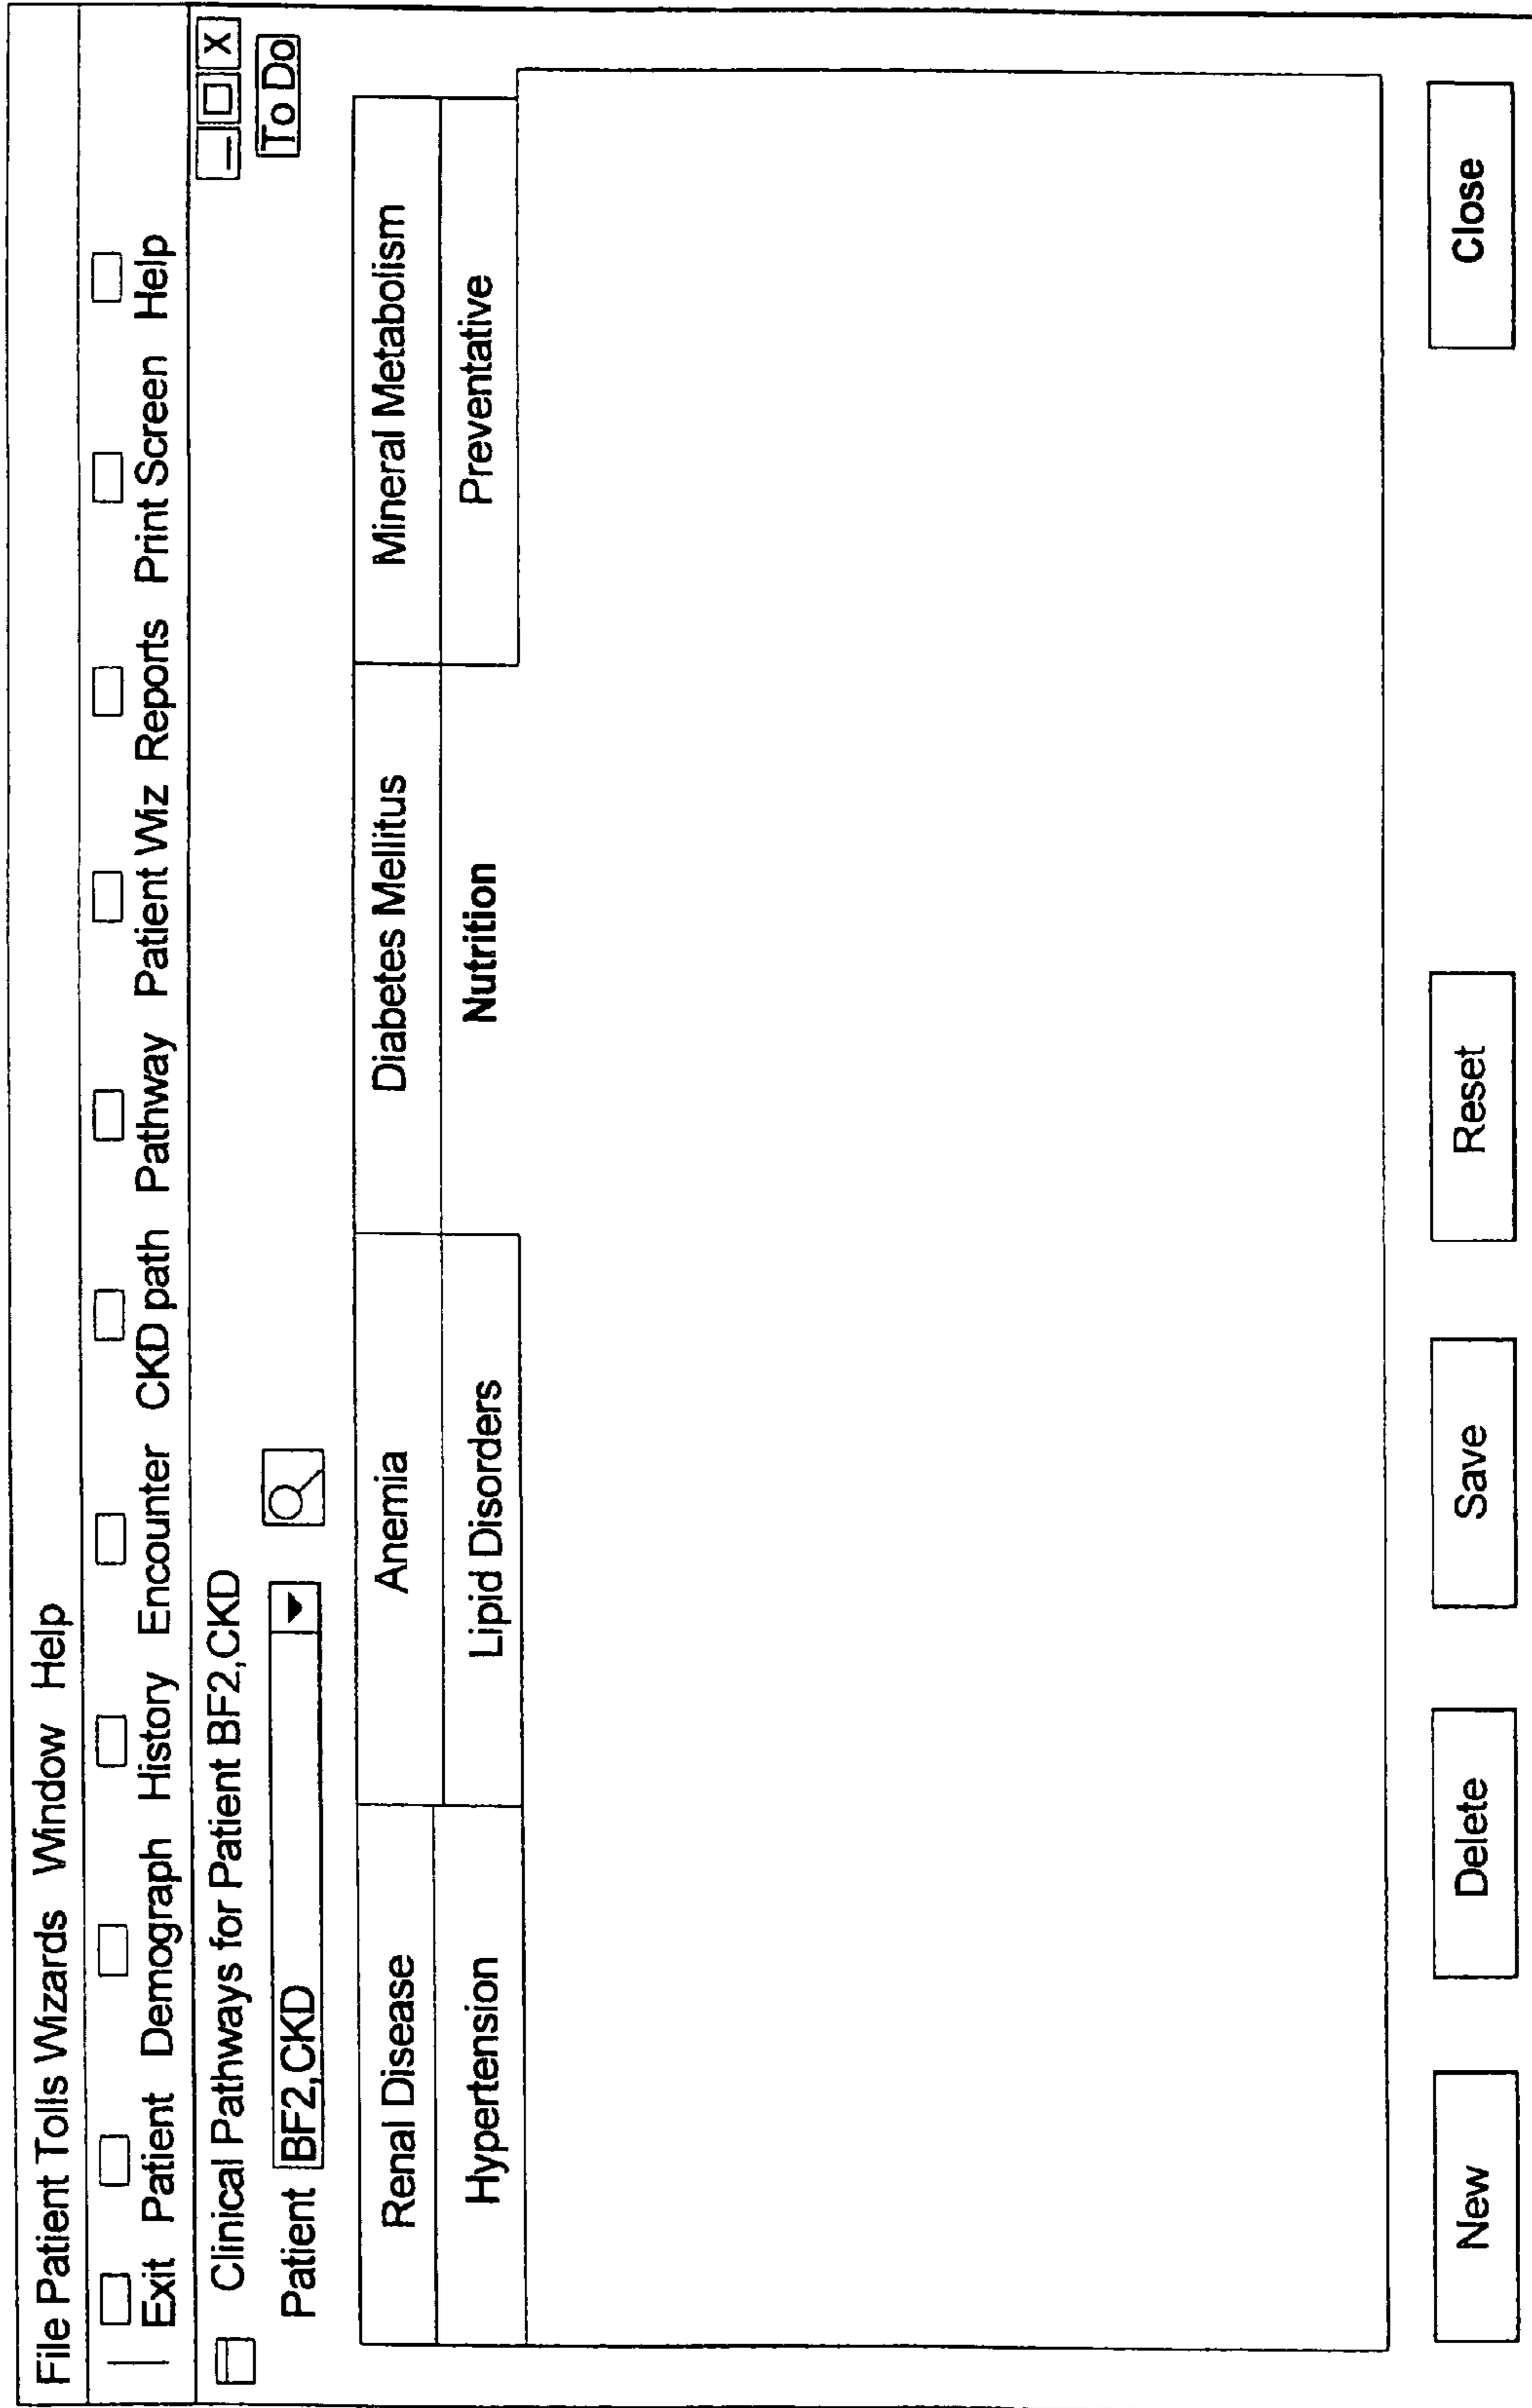 File Patient Tolls Wizards Window Help
Exit Patient Demograph History Encounter CKD path Pathway Patient Wiz Reports Print Screen Help
Clinical Pathways for Patient BF2,CKD
To Do
Patient BF2,CKD
Renal Disease Anemia Diabetes Mellitus Mineral Metabolism
Hypertension Lipid Disorders Nutrition Preventative
New Delete Save Reset Close